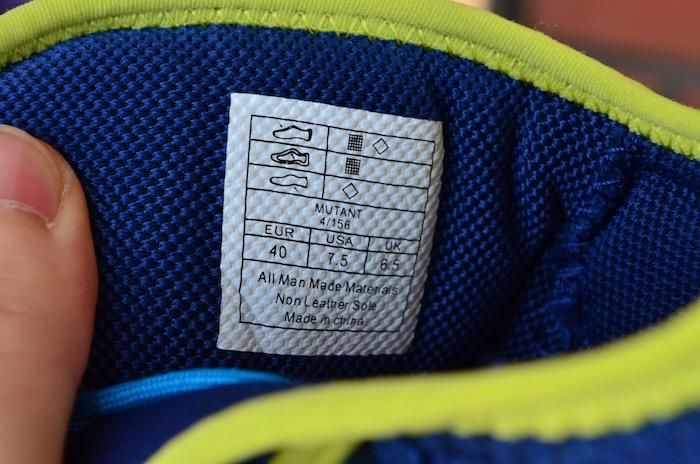 MUTANT
4/156
EUR USA UK
40 7.5 6.5
All Man Made Materials
Non Leather Sole
Made in china